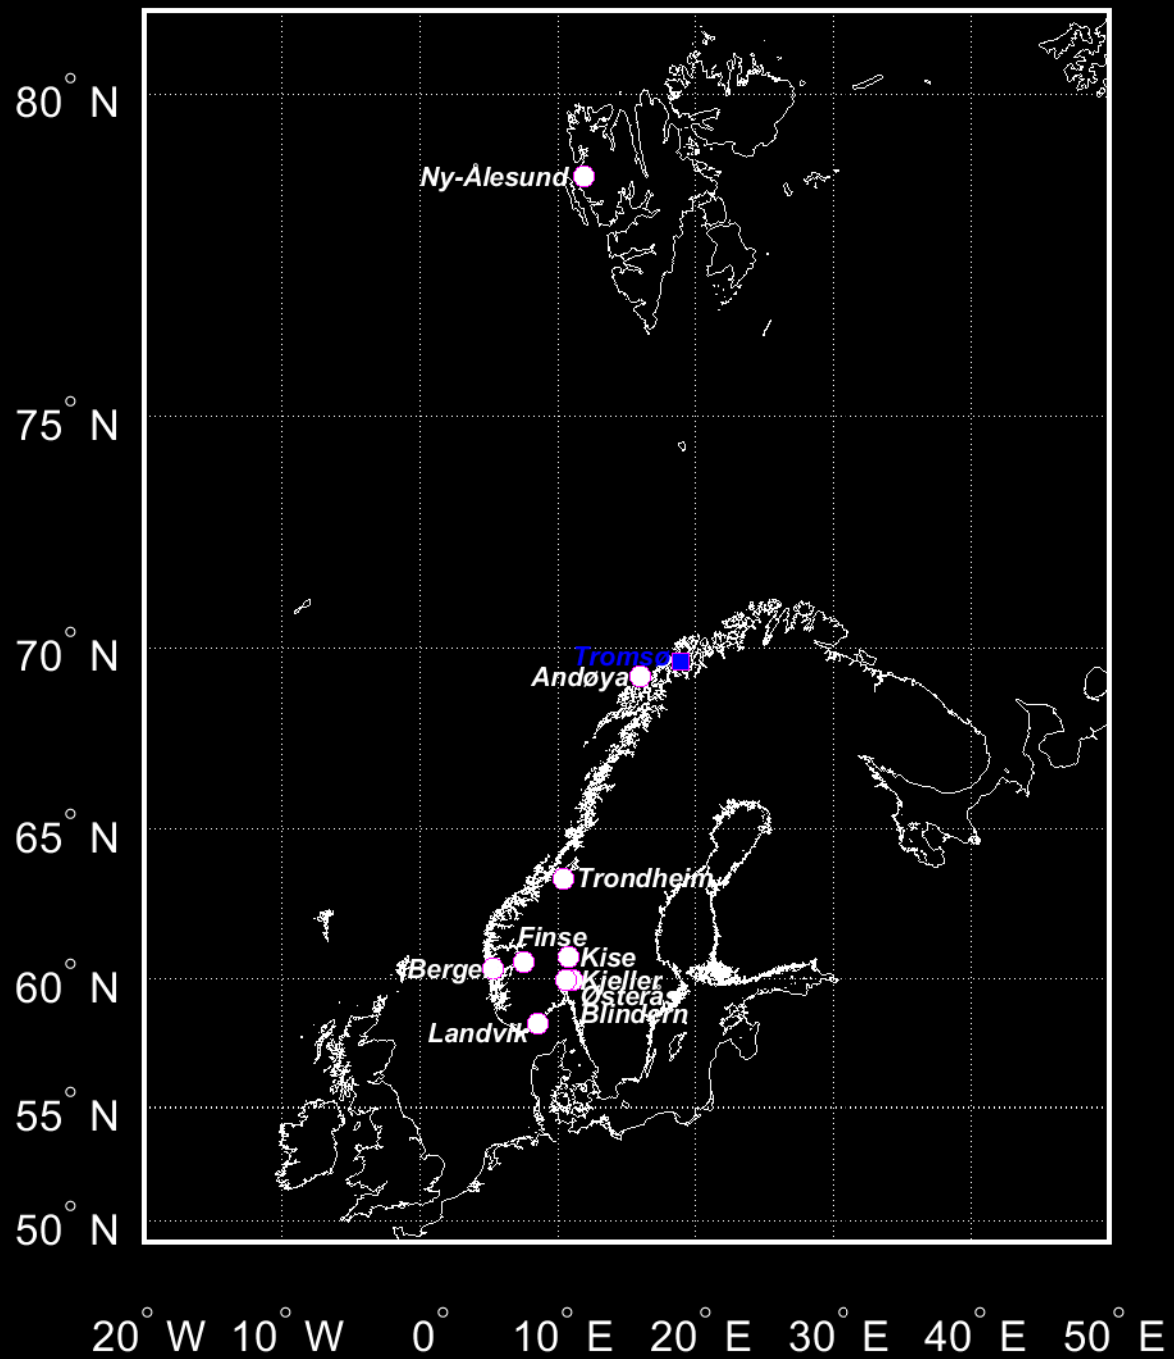 80° N
Ny-Ålesund
75° N
70° N
Tromsø
Andøya
65° N
Trondheim
Finse
Kise
Berge
60° N
Kjeller
Østerås
Blindern
Landvik
55° N
50° N
20° W 10° W 0° 10° E 20° E 30° E 40° E 50° E